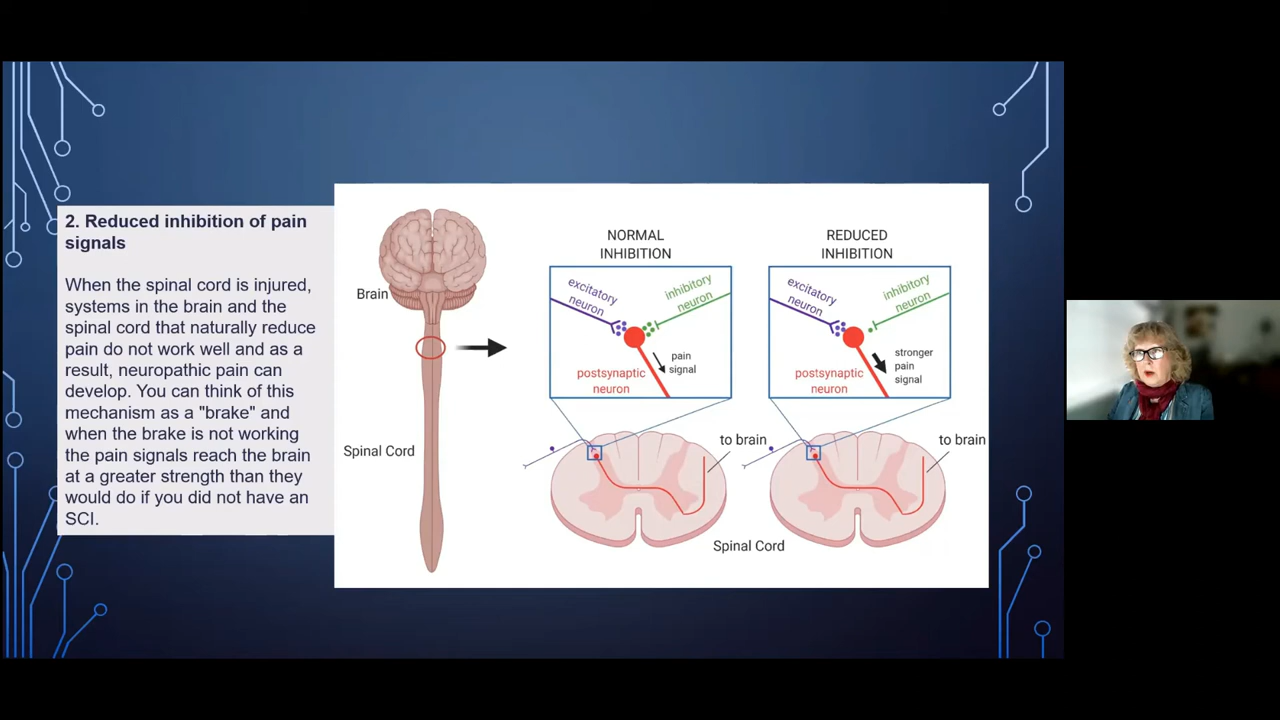 2. Reduced inhibition of pain
signals
When the spinal cord is injured,
systems in the brain and the
spinal cord that naturally reduce
pain do not work well and as a
result, neuropathic pain can
develop. You can think of this
mechanism as a "brake" and
when the brake is not working
the pain signals reach the brain
at a greater strength than they
would do if you did not have an
SCI.
Brain
Spinal Cord
NORMAL
INHIBITION
excitatory
neuron
inhibitory
neuron
pain
signal
postsynaptic
neuron
to brain
REDUCED
INHIBITION
excitatory
neuron
inhibitory
neuron
stronger
pain
signal
postsynaptic
neuron
to brain
Spinal Cord